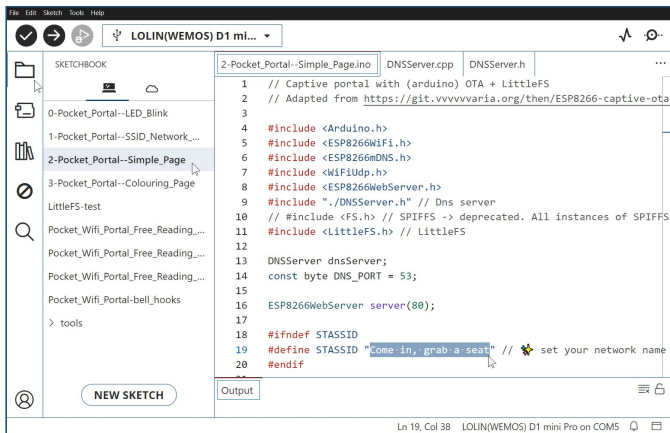 File Edit Sketch Tools Help
LOLIN(WEMOS) D1 mi...
SKETCHBOOK
0-Pocket_Portal--LED_Blink
1-Pocket_Portal--SSID_Network_...
2-Pocket_Portal--Simple_Page
3-Pocket_Portal--Colouring_Page
LittleFS-test
Pocket_Wifi_Portal_Free_Reading_...
Pocket_Wifi_Portal_Free_Reading_...
Pocket_Wifi_Portal_Free_Reading_...
Pocket_Wifi_Portal-bell_hooks
> tools
NEW SKETCH
2-Pocket_Portal--Simple_Page.ino DNSServer.cpp DNSServer.h
1 // Captive portal with (arduino) OTA + LittleFS
2 // Adapted from https://git.vvvvvvaria.org/then/ESP8266-captive-ota
3
4 #include <Arduino.h>
5 #include <ESP8266WiFi.h>
6 #include <ESP8266mDNS.h>
7 #include <WiFiUdp.h>
8 #include <ESP8266WebServer.h>
9 #include "./DNSServer.h" // Dns server
10 // #include <FS.h> // SPIFFS -> deprecated. All instances of SPIFFS
11 #include <LittleFS.h> // LittleFS
12
13 DNSServer dnsServer;
14 const byte DNS_PORT = 53;
15
16 ESP8266WebServer server(80);
17
18 #ifndef STASSID
19 #define STASSID "Come in, grab a seat" // ✨ set your network name
20 #endif
Output
Ln 19, Col 38 LOLIN(WEMOS) D1 mini Pro on COM5